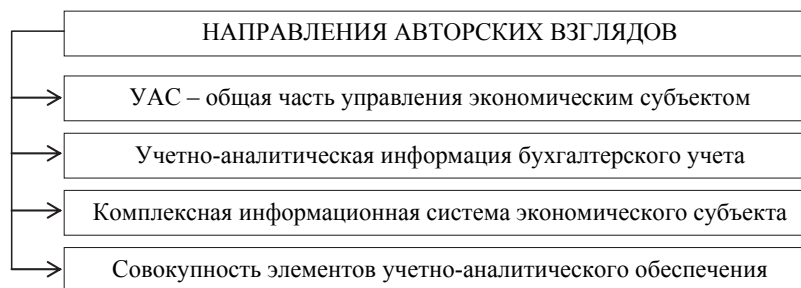 НАПРАВЛЕНИЯ АВТОРСКИХ ВЗГЛЯДОВ
УАС – общая часть управления экономическим субъектом
Учетно-аналитическая информация бухгалтерского учета
Комплексная информационная система экономического субъекта
Совокупность элементов учетно-аналитического обеспечения